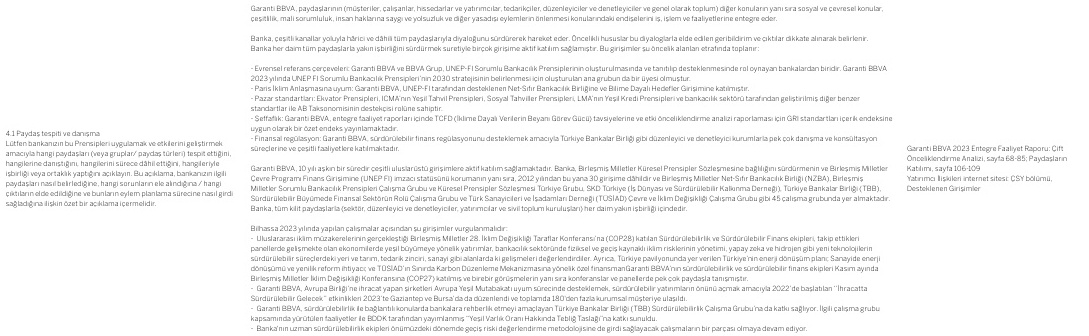 4.1 Paydaş tespiti ve danışma
Lütfen bankanızın bu Prensipleri uygulamak ve etkilerini geliştirmek
amacıyla hangi paydaşları (veya gruplar/ paydaş türleri) tespit ettiğini,
hangilerine danıştığını, hangilerini sürece dâhil ettiğini, hangileriyle
işbirliği veya ortaklık yaptığını açıklayın. Bu açıklama, bankanızın ilgili
paydaşları nasıl belirlediğine, hangi sorunların ele alındığına / hangi
çıktıların elde edildiğine ve bunların eylem planlama sürecine nasıl girdi
sağladığına ilişkin özet bir açıklama içermelidir.
Garanti BBVA, paydaşlarının (müşteriler, çalışanlar, hissedarlar ve yatırımcılar, tedarikçiler, düzenleyiciler ve denetleyiciler ve genel olarak toplum) diğer konuların yanı sıra sosyal ve çevresel konular,
çeşitlilik, mali sorumluluk, insan haklarına saygı ve yolsuzluk ve diğer yasadışı eylemlerin önlenmesi konularındaki endişelerini iş, işlem ve faaliyetlerine entegre eder.
Banka, çeşitli kanallar yoluyla hârici ve dâhili tüm paydaşlarıyla diyaloğunu sürdürerek hareket eder. Öncelikli hususlar bu diyaloglarla elde edilen geribildirim ve çıktılar dikkate alınarak belirlenir.
Banka her daim tüm paydaşlarla yakın işbirliğini sürdürmek suretiyle birçok girişime aktif katılım sağlamıştır. Bu girişimler şu öncelik alanları etrafında toplanır:
- Evrensel referans çerçeveleri: Garanti BBVA ve BBVA Grup, UNEP-FI Sorumlu Bankacılık Prensiplerinin oluşturulmasında ve tanıtılıp desteklenmesinde rol oynayan bankalardan biridir. Garanti BBVA
2023 yılında UNEP FI Sorumlu Bankacılık Prensipleri'nin 2030 stratejisinin belirlenmesi için oluşturulan ana grubun da bir üyesi olmuştur.
- Paris İklim Anlaşmasına uyum: Garanti BBVA, UNEP-FI tarafından desteklenen Net-Sıfır Bankacılık Birliğine ve Bilime Dayalı Hedefler Girişimine katılmıştır.
- Pazar standartları: Ekvator Prensipleri, ICMA'nın Yeşil Tahvil Prensipleri, Sosyal Tahviller Prensipleri, LMA'nın Yeşil Kredi Prensipleri ve bankacılık sektörü tarafından geliştirilmiş diğer benzer
standartlar ile AB Taksonomisinin destekçisi rolüne sahiptir.
- Şeffaflık: Garanti BBVA, entegre faaliyet raporları içinde TCFD (İklime Dayalı Verilerin Beyanı Görev Gücü) tavsiyelerine ve etki önceliklendirme analizi raporlaması için GRI standartları içerik endeksine
uygun olarak bir özet endeks yayınlamaktadır.
- Finansal regülasyon: Garanti BBVA, sürdürülebilir finans regülasyonunu desteklemek amacıyla Türkiye Bankalar Birliği gibi düzenleyici ve denetleyici kurumlarla pek çok danışma ve konsültasyon
süreçlerine ve çeşitli faaliyetlere katılmaktadır.
Garanti BBVA, 10 yılı aşkın bir süredir çeşitli uluslarüstü girişimlere aktif katılım sağlamaktadır. Banka, Birleşmiş Milletler Küresel Prensipler Sözleşmesine bağlılığını sürdürmenin ve Birleşmiş Milletler
Çevre Programı Finans Girişimine (UNEP FI) imzacı statüsünü korumanın yanı sıra, 2012 yılından bu yana 30 girişime dâhildir ve Birleşmiş Milletler Net-Sıfır Bankacılık Birliği (NZBA), Birleşmiş
Milletler Sorumlu Bankacılık Prensipleri Çalışma Grubu ve Küresel Prensipler Sözleşmesi Türkiye Grubu, SKD Türkiye (İş Dünyası ve Sürdürülebilir Kalkınma Derneği), Türkiye Bankalar Birliği (TBB),
Sürdürülebilir Büyümede Finansal Sektörün Rolü Çalışma Grubu ve Türk Sanayicileri ve İşadamları Derneği (TÜSİAD) Çevre ve İklim Değişikliği Çalışma Grubu gibi 45 çalışma grubunda yer almaktadır.
Banka, tüm kilit paydaşlarla (sektör, düzenleyici ve denetleyiciler, yatırımcılar ve sivil toplum kuruluşları) her daim yakın işbirliği içindedir.
Bilhassa 2023 yılında yapılan çalışmalar açısından şu girişimler vurgulanmalıdır:
- Uluslararası iklim müzakerelerinin gerçekleştiği Birleşmiş Milletler 28. İklim Değişikliği Taraflar Konferansı'na (COP28) katılan Sürdürülebilirlik ve Sürdürülebilir Finans ekipleri, takip ettikleri
panellerde gelişmekte olan ekonomilerde yeşil büyümeye yönelik yatırımlar, bankacılık sektöründe fiziksel ve geçiş kaynaklı iklim risklerinin yönetimi, yapay zeka ve hidrojen gibi yeni teknolojilerin
sürdürülebilir süreçlerdeki yeri ve tarım, tedarik zinciri, sanayi gibi alanlarda ki gelişmeleri değerlendirdiler. Ayrıca, Türkiye pavilyonunda yer verilen Türkiye'nin enerji dönüşüm planı; Sanayide enerji
dönüşümü ve yenilik reform ihtiyacı; ve TÜSİAD'ın Sınırda Karbon Düzenleme Mekanizmasına yönelik özel finansmanGaranti BBVA'nın sürdürülebilirlik ve sürdürülebilir finans ekipleri Kasım ayında
Birleşmiş Milletler İklim Değişikliği Konferansına (COP27) katılmış ve birebir görüşmelerin yanı sıra konferanslar ve panellerde pek çok paydaşla tanışmıştır.
- Garanti BBVA, Avrupa Birliği'ne ihracat yapan şirketleri Avrupa Yeşil Mutabakatı uyum sürecinde desteklemek, sürdürülebilir yatırımların önünü açmak amacıyla 2022'de başlatılan ''İhracatta
Sürdürülebilir Gelecek'' etkinlikleri 2023'te Gaziantep ve Bursa'da da düzenlendi ve toplamda 180'den fazla kurumsal müşteriye ulaşıldı.
- Garanti BBVA, sürdürülebilirlik ile bağlantılı konularda bankalara rehberlik etmeyi amaçlayan Türkiye Bankalar Birliği (TBB) Sürdürülebilirlik Çalışma Grubu'na da katkı sağlıyor. İlgili çalışma grubu
kapsamında yürütülen faaliyetler ile BDDK tarafından yayımlanmış ''Yeşil Varlık Oranı Hakkında Tebliğ Taslağı''na katkı sunuldu.
- Banka'nın uzman sürdürülebilirlik ekipleri önümüzdeki dönemde geçiş riski değerlendirme metodolojisine de girdi sağlayacak çalışmaların bir parçası olmaya devam ediyor.
Garanti BBVA 2023 Entegre Faaliyet Raporu: Çift
Önceliklendirme Analizi, sayfa 68-85; Paydaşların
Katılımı, sayfa 106-109
Yatırımcı İlişkileri internet sitesi: ÇSY bölümü,
Desteklenen Girişimler